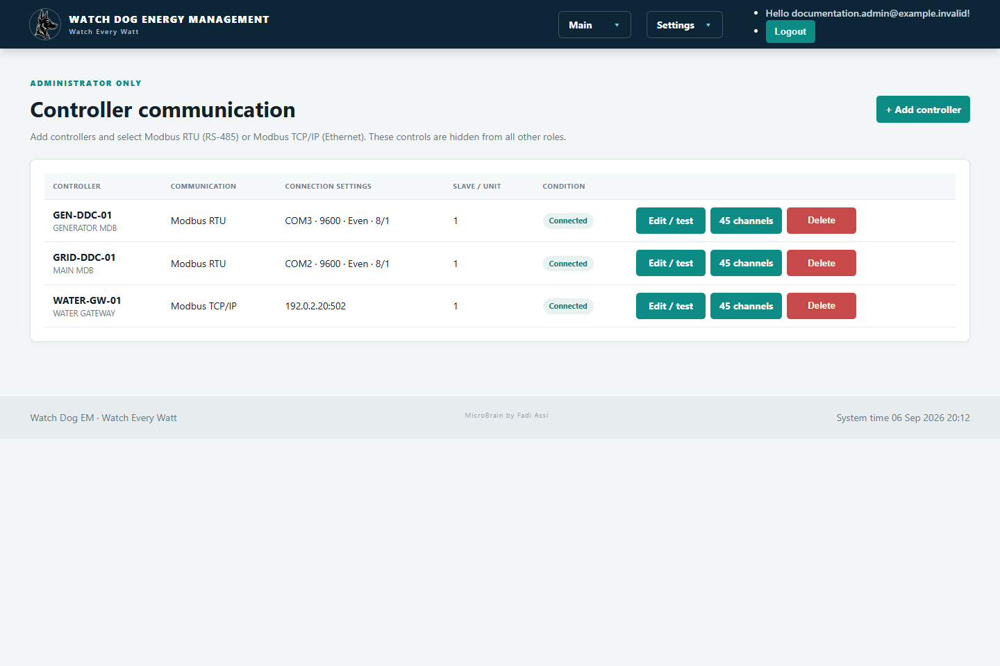 WATCH DOG ENERGY MANAGEMENT
Watch Every Watt
Main
Settings
Hello documentation.admin@example.invalid!
Logout
ADMINISTRATOR ONLY
Controller communication
+ Add controller
Add controllers and select Modbus RTU (RS-485) or Modbus TCP/IP (Ethernet). These controls are hidden from all other roles.
CONTROLLER COMMUNICATION CONNECTION SETTINGS SLAVE / UNIT CONDITION
GEN-DDC-01
GENERATOR MDB
Modbus RTU COM3 · 9600 · Even · 8/1 1 Connected Edit / test 45 channels Delete
GRID-DDC-01
MAIN MDB
Modbus RTU COM2 · 9600 · Even · 8/1 1 Connected Edit / test 45 channels Delete
WATER-GW-01
WATER GATEWAY
Modbus TCP/IP 192.0.2.20:502 1 Connected Edit / test 45 channels Delete
Watch Dog EM · Watch Every Watt
MicroBrain by Fadi Assi
System time 06 Sep 2026 20:12